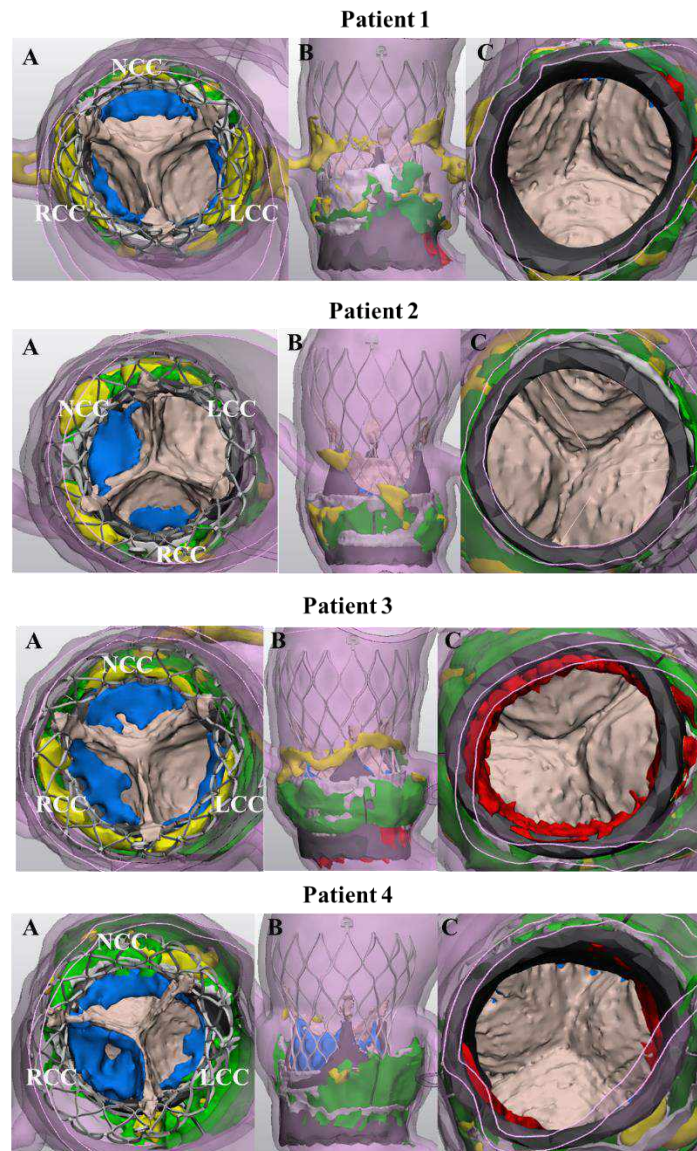 Patient 1
A B C
NCC
RCC LCC
Patient 2
A B C
NCC LCC
RCC
Patient 3
A B C
NCC
RCC LCC
Patient 4
A B C
NCC
RCC LCC